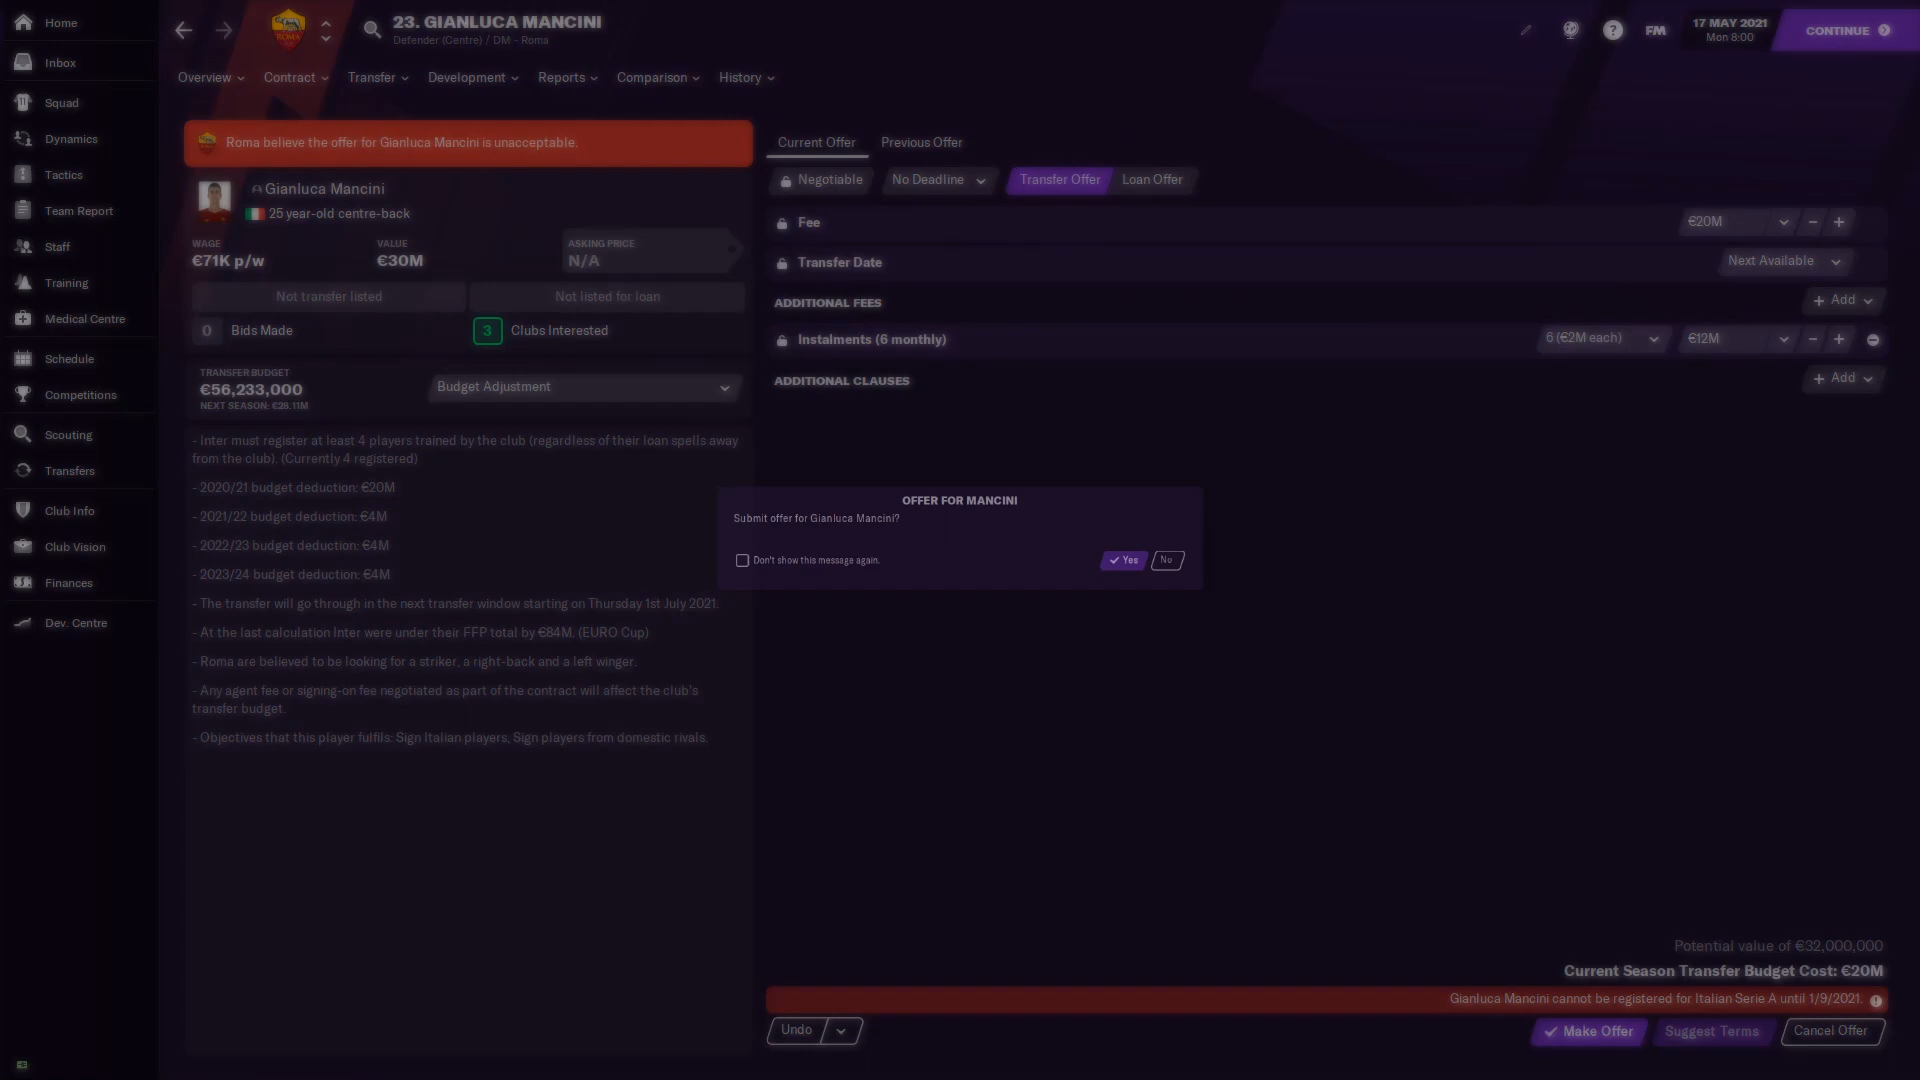 Home
Inbox
Squad
Dynamics
Tactics
Team Report
Staff
Training
Medical Centre
Schedule
Competitions
Scouting
Transfers
Club Info
Club Vision
Finances
Dev. Centre
23. GIANLUCA MANCINI
Defender (Centre) / DM - Roma
FM
17 MAY 2021
Mon 8:00
CONTINUE
Overview
Contract
Transfer
Development
Reports
Comparison
History
Roma believe the offer for Gianluca Mancini is unacceptable.
Gianluca Mancini
25 year-old centre-back
WAGE
€71K p/w
VALUE
€30M
ASKING PRICE
N/A
Not transfer listed
Not listed for loan
0 Bids Made
3 Clubs Interested
TRANSFER BUDGET
€56,233,000
NEXT SEASON: €28.11M
Budget Adjustment
- Inter must register at least 4 players trained by the club (regardless of their loan spells away
from the club). (Currently 4 registered)
- 2020/21 budget deduction: €20M
- 2021/22 budget deduction: €4M
- 2022/23 budget deduction: €4M
- 2023/24 budget deduction: €4M
- The transfer will go through in the next transfer window starting on Thursday 1st July 2021.
- At the last calculation Inter were under their FFP total by €84M. (EURO Cup)
- Roma are believed to be looking for a striker, a right-back and a left winger.
- Any agent fee or signing-on fee negotiated as part of the contract will affect the club's
transfer budget.
- Objectives that this player fulfils: Sign Italian players, Sign players from domestic rivals.
Current Offer
Previous Offer
Negotiable
No Deadline
Transfer Offer
Loan Offer
Fee
€20M
Transfer Date
Next Available
ADDITIONAL FEES
Add
Instalments (6 monthly)
6 (€2M each)
€12M
ADDITIONAL CLAUSES
Add
OFFER FOR MANCINI
Submit offer for Gianluca Mancini?
Don't show this message again.
Yes
No
Potential value of €32,000,000
Current Season Transfer Budget Cost: €20M
Gianluca Mancini cannot be registered for Italian Serie A until 1/9/2021.
Undo
Make Offer
Suggest Terms
Cancel Offer